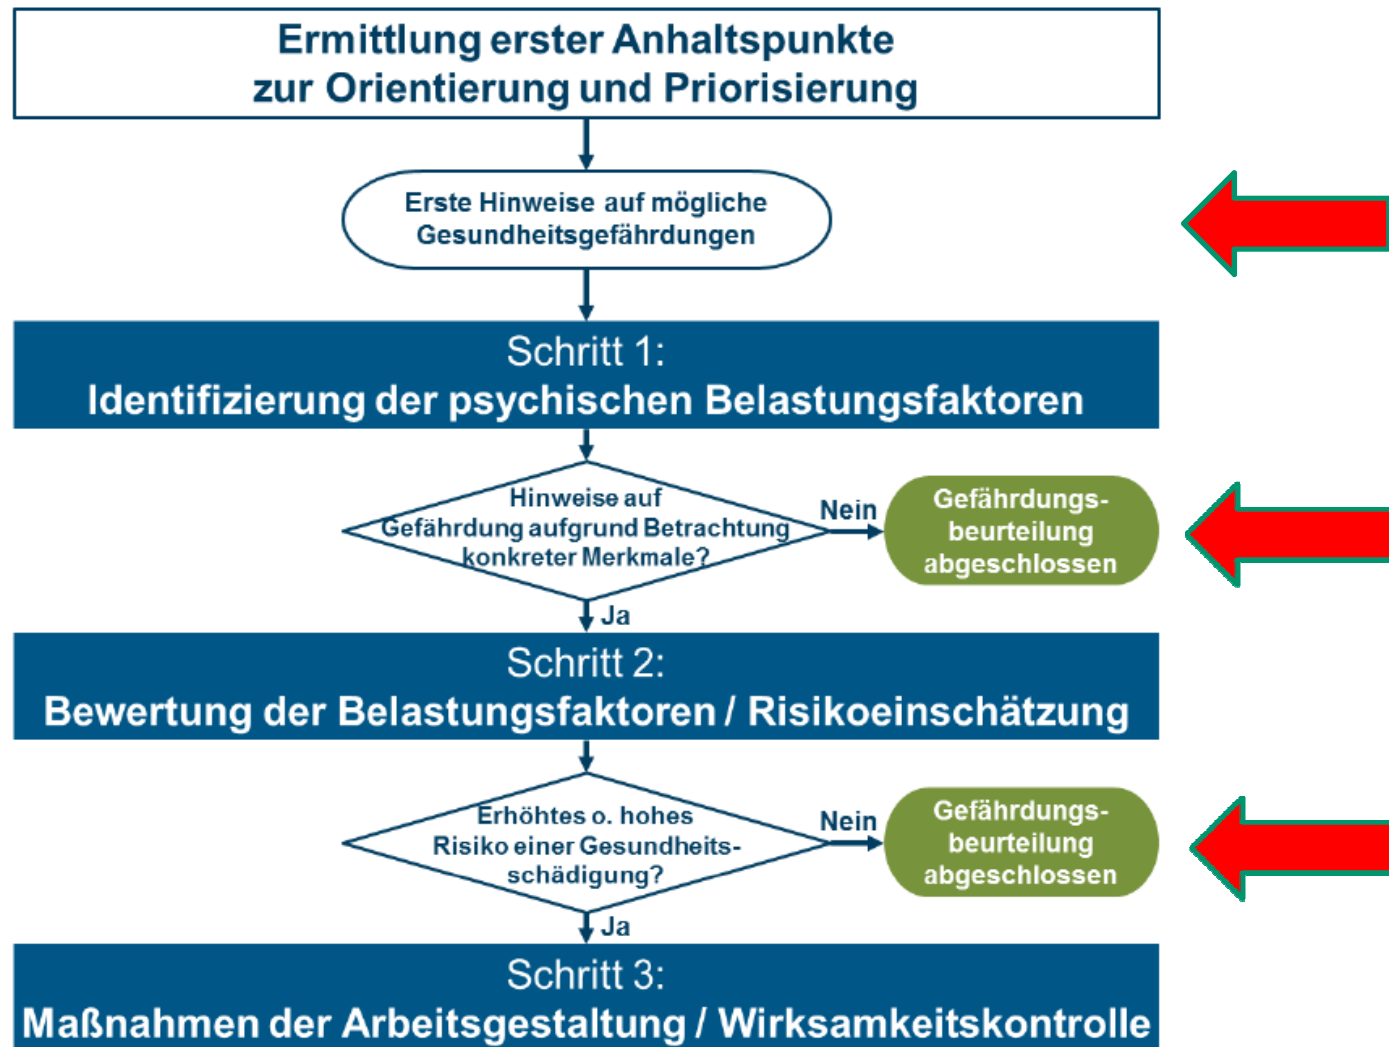 Ermittlung erster Anhaltspunkte
zur Orientierung und Priorisierung
Erste Hinweise auf mögliche
Gesundheitsgefährdungen
Schritt 1:
Identifizierung der psychischen Belastungsfaktoren
Hinweise auf
Gefährdung aufgrund Betrachtung
konkreter Merkmale?
Nein
Gefährdungs-
beurteilung
abgeschlossen
Ja
Schritt 2:
Bewertung der Belastungsfaktoren / Risikoeinschätzung
Erhöhtes o. hohes
Risiko einer Gesundheits-
schädigung?
Nein
Gefährdungs-
beurteilung
abgeschlossen
Ja
Schritt 3:
Maßnahmen der Arbeitsgestaltung / Wirksamkeitskontrolle